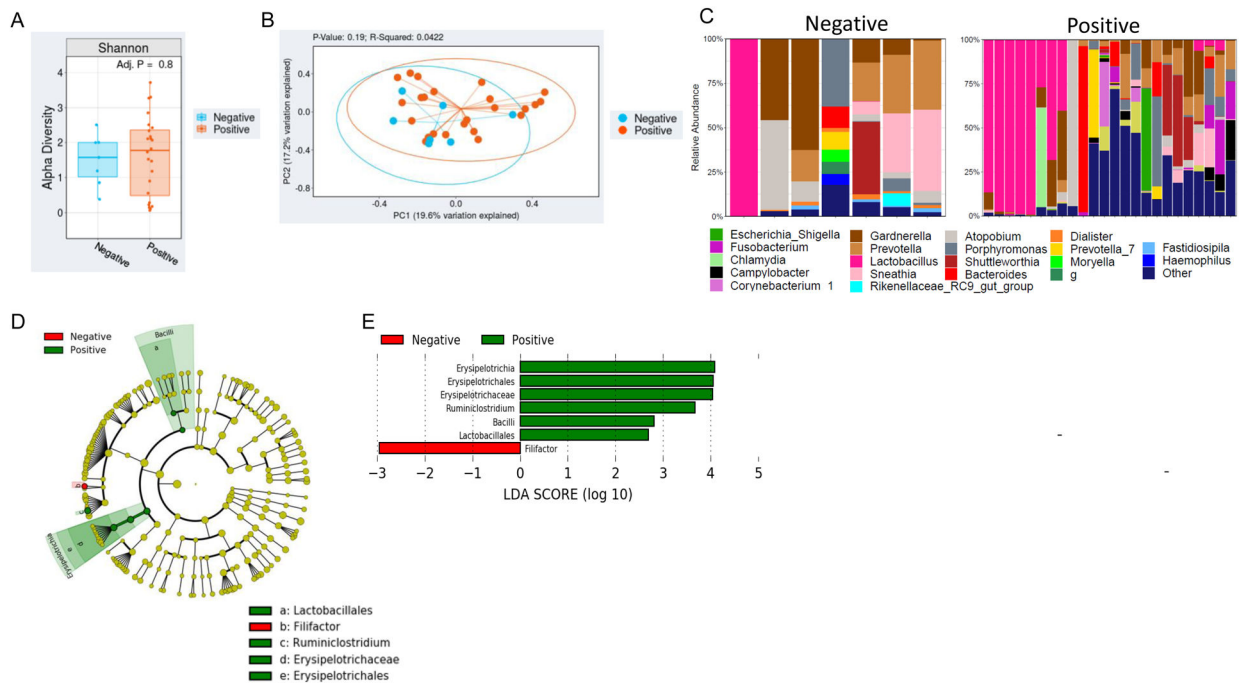 A
Shannon
Adj. P = 0.8
Alpha Diversity
4
3
2
1
0
Negative
Positive
Negative
Positive
B
P-Value: 0.19; R-Squared: 0.0422
PC2 (17.2% variation explained)
0.4
0.0
-0.4
-0.8
-0.4
0.0
0.4
PC1 (19.6% variation explained)
Negative
Positive
C
Negative
Positive
Relative Abundance
100%
75%
50%
25%
0%
100%
75%
50%
25%
0%
Escherichia_Shigella
Fusobacterium
Chlamydia
Campylobacter
Corynebacterium 1
Gardnerella
Prevotella
Lactobacillus
Sneathia
Rikenellaceae_RC9_gut_group
Atopobium
Porphyromonas
Shuttleworthia
Bacteroides
Dialister
Prevotella_7
Moryella
g
Fastidiosipila
Haemophilus
Other
D
Negative
Positive
Bacilli
a
b
c
d
e
Erysipelotrichia
a: Lactobacillales
b: Filifactor
c: Ruminiclostridium
d: Erysipelotrichaceae
e: Erysipelotrichales
E
Negative
Positive
Erysipelotrichia
Erysipelotrichales
Erysipelotrichaceae
Ruminiclostridium
Bacilli
Lactobacillales
Filifactor
−3 −2 −1 0 1 2 3 4 5
LDA SCORE (log 10)